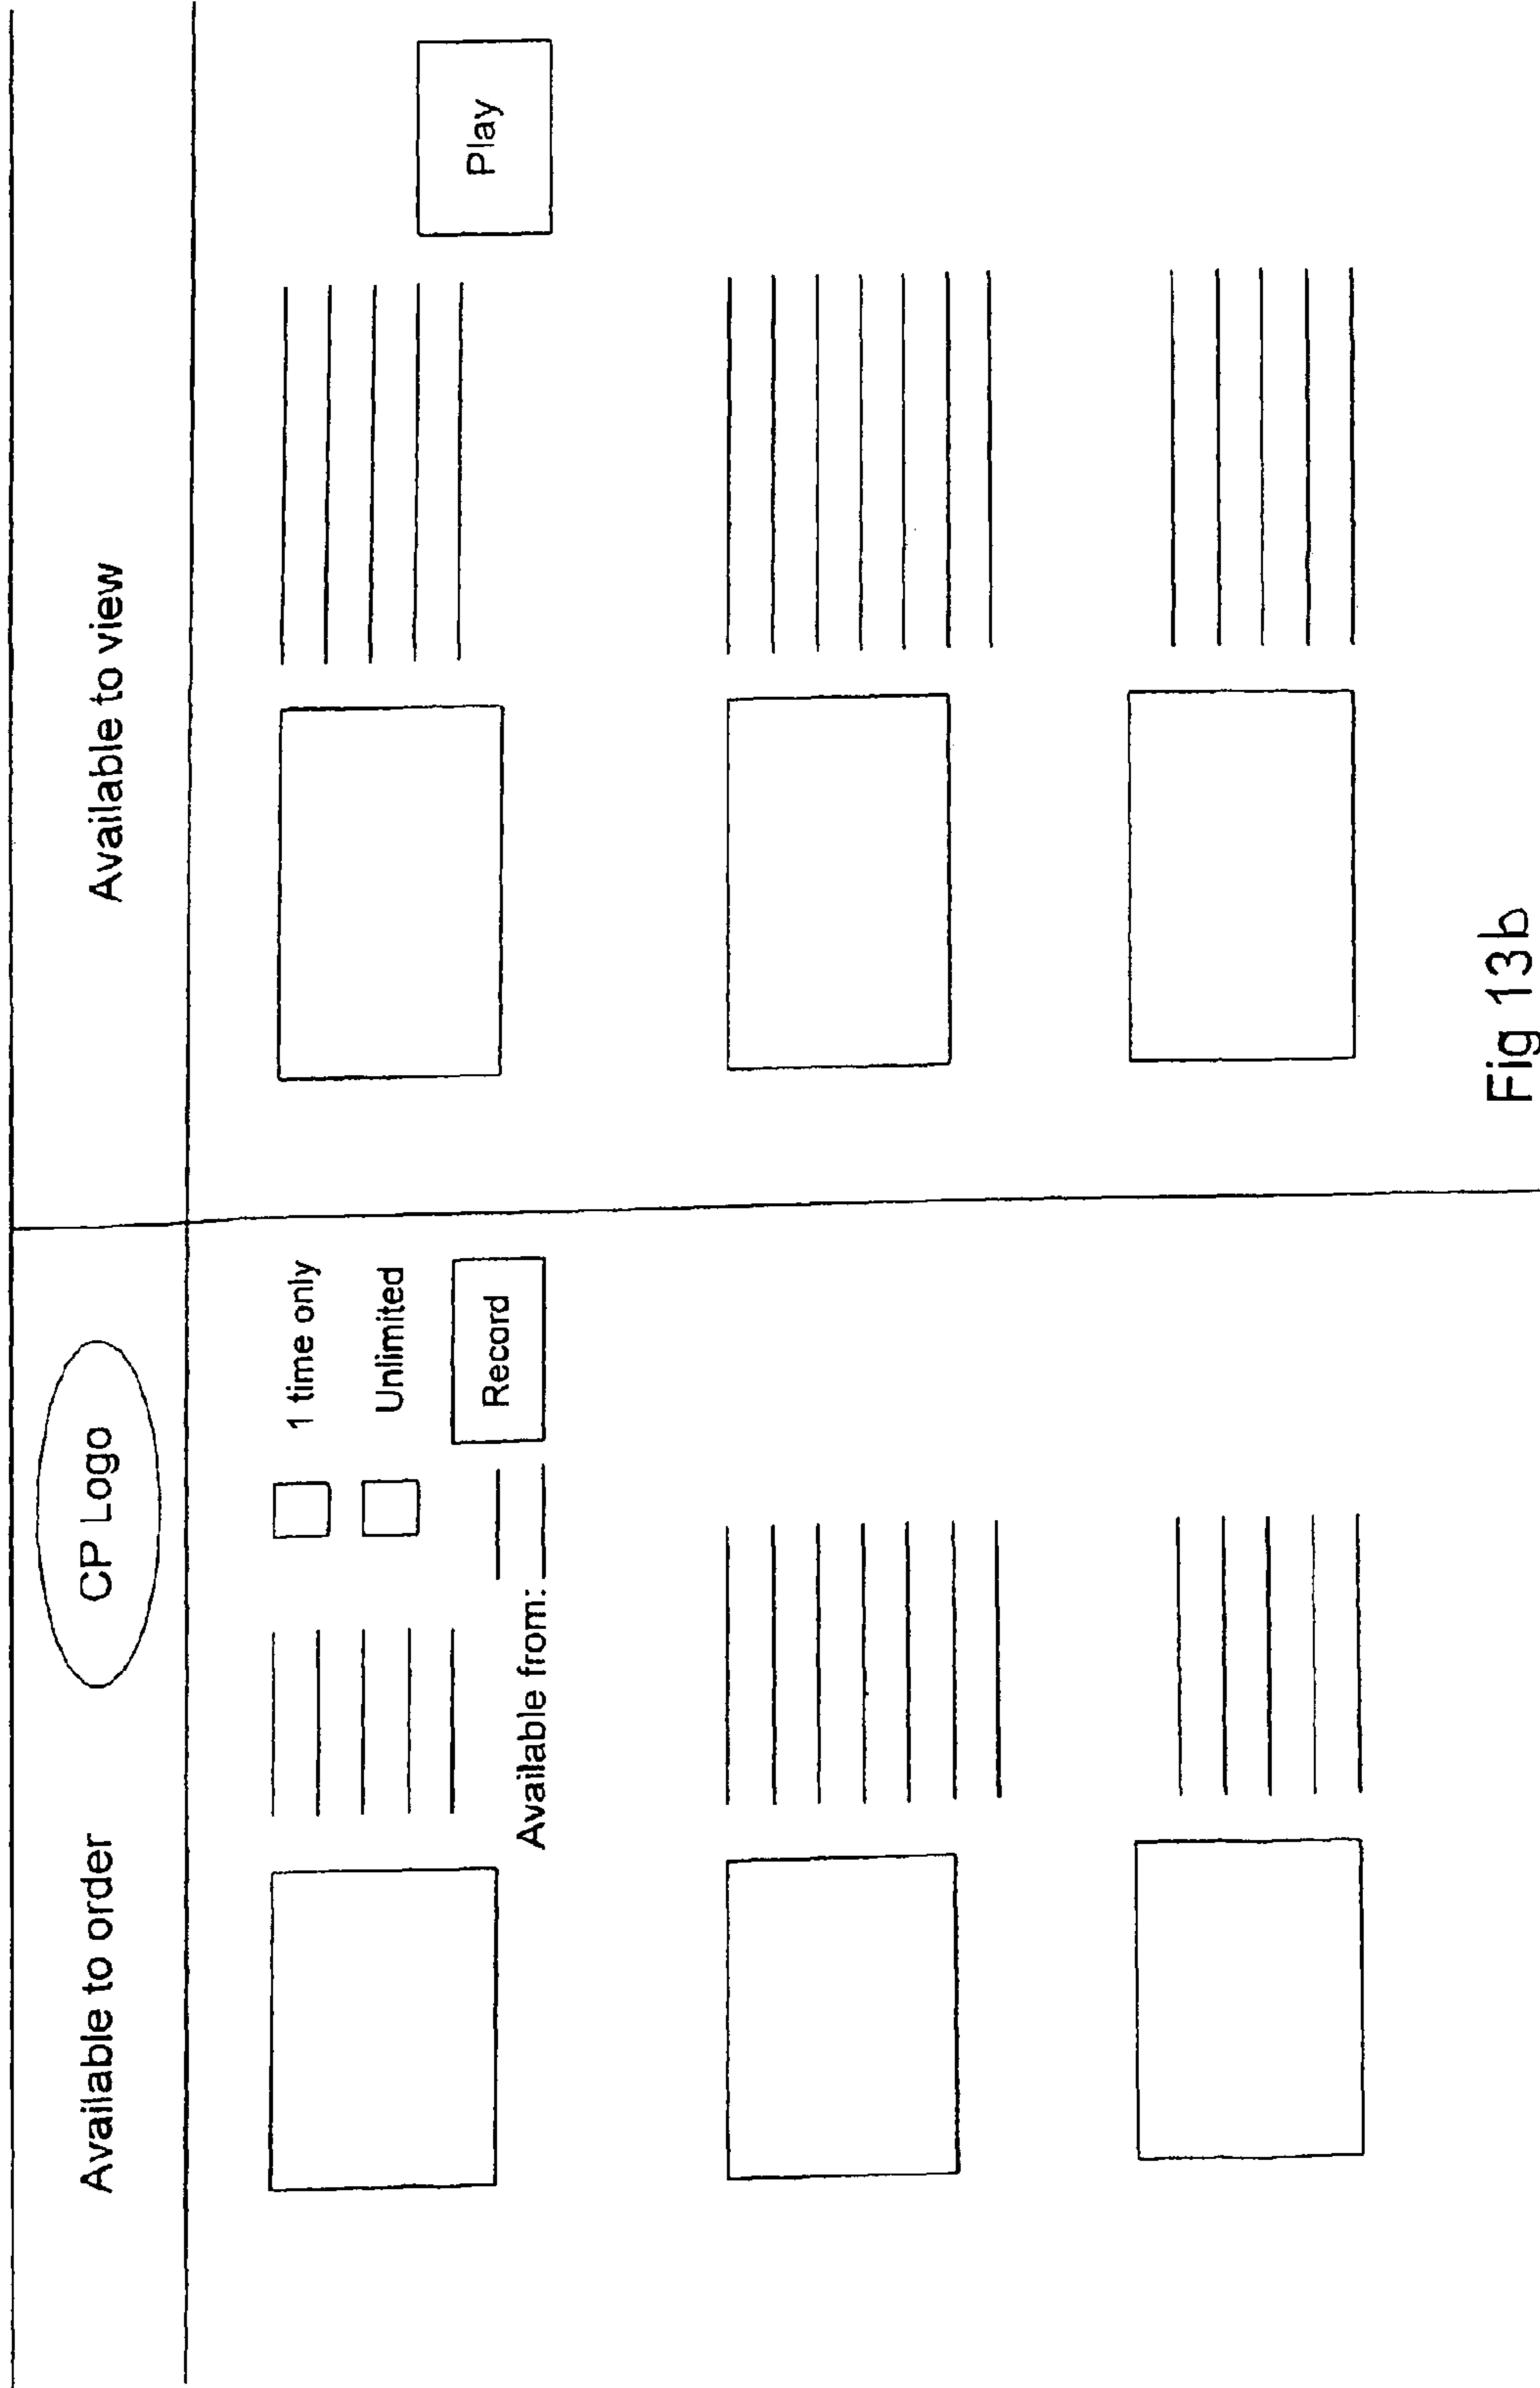 Available to order
CP Logo
Available to view
1 time only
Unlimited
Record
Available from:
Play
Fig 13b